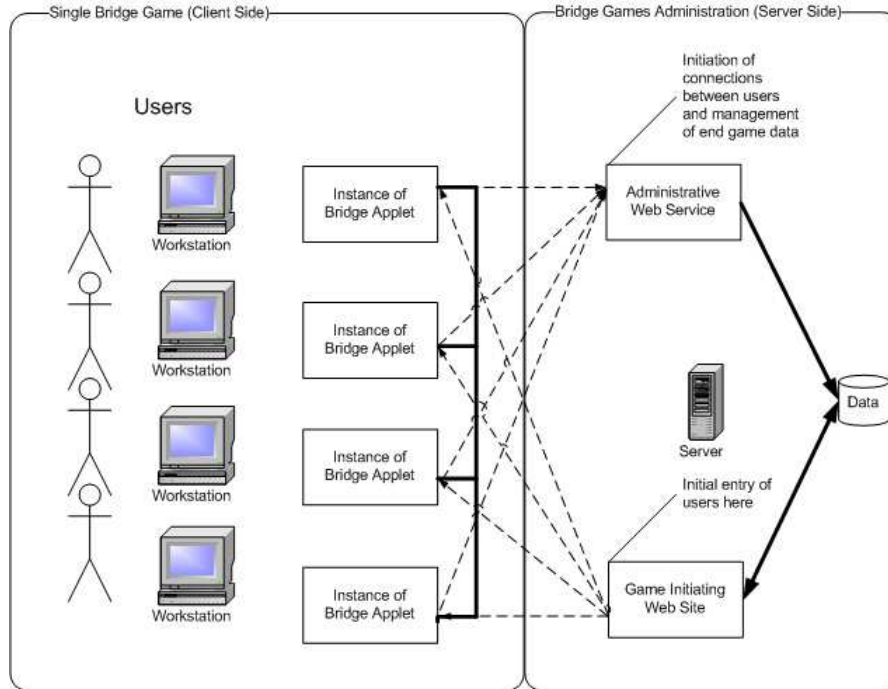 Single Bridge Game (Client Side)
Bridge Games Administration (Server Side)
Initiation of
connections
between users
and management
of end game data
Users
Workstation
Instance of
Bridge Applet
Administrative
Web Service
Workstation
Instance of
Bridge Applet
Data
Server
Workstation
Instance of
Bridge Applet
Initial entry of
users here
Workstation
Instance of
Bridge Applet
Game Initiating
Web Site